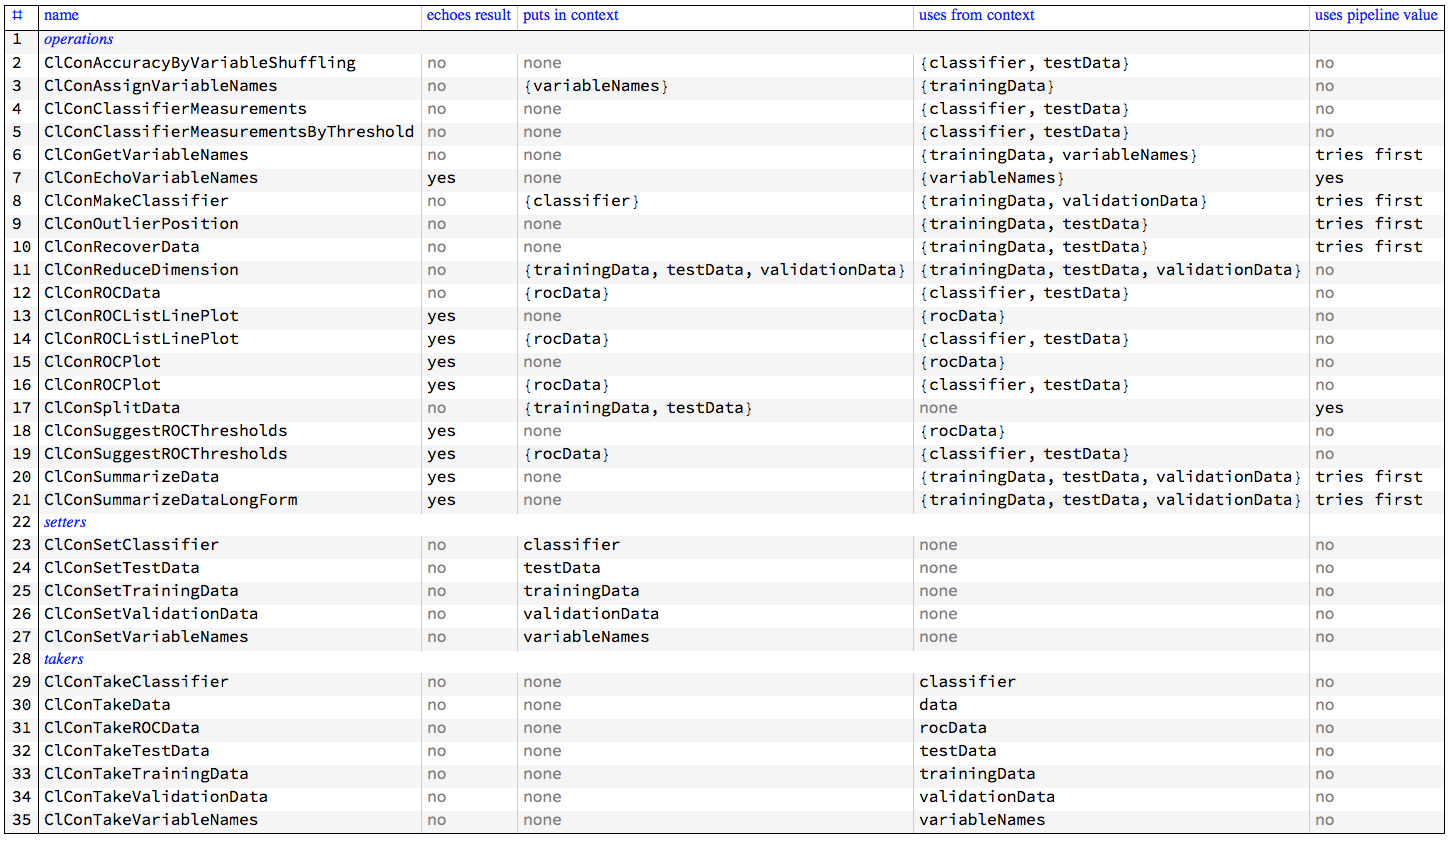 # name echoes result puts in context uses from context uses pipeline value
1 operations
2 ClConAccuracyByVariableShuffling no none {classifier, testData} no
3 ClConAssignVariableNames no {variableNames} {trainingData} no
4 ClConClassifierMeasurements no none {classifier, testData} no
5 ClConClassifierMeasurementsByThreshold no none {classifier, testData} no
6 ClConGetVariableNames no none {trainingData, variableNames} tries first
7 ClConEchoVariableNames yes none {variableNames} yes
8 ClConMakeClassifier no {classifier} {trainingData, validationData} tries first
9 ClConOutlierPosition no none {trainingData, testData} tries first
10 ClConRecoverData no none {trainingData, testData} tries first
11 ClConReduceDimension no {trainingData, testData, validationData} {trainingData, testData, validationData} no
12 ClConROCData no {rocData} {classifier, testData} no
13 ClConROCListLinePlot yes none {rocData} no
14 ClConROCListLinePlot yes {rocData} {classifier, testData} no
15 ClConROCPlot yes none {rocData} no
16 ClConROCPlot yes {rocData} {classifier, testData} no
17 ClConSplitData no {trainingData, testData} none yes
18 ClConSuggestROCThresholds yes none {rocData} no
19 ClConSuggestROCThresholds yes {rocData} {classifier, testData} no
20 ClConSummarizeData yes none {trainingData, testData, validationData} tries first
21 ClConSummarizeDataLongForm yes none {trainingData, testData, validationData} tries first
22 setters
23 ClConSetClassifier no classifier none no
24 ClConSetTestData no testData none no
25 ClConSetTrainingData no trainingData none no
26 ClConSetValidationData no validationData none no
27 ClConSetVariableNames no variableNames none no
28 takers
29 ClConTakeClassifier no none classifier no
30 ClConTakeData no none data no
31 ClConTakeROCData no none rocData no
32 ClConTakeTestData no none testData no
33 ClConTakeTrainingData no none trainingData no
34 ClConTakeValidationData no none validationData no
35 ClConTakeVariableNames no none variableNames no